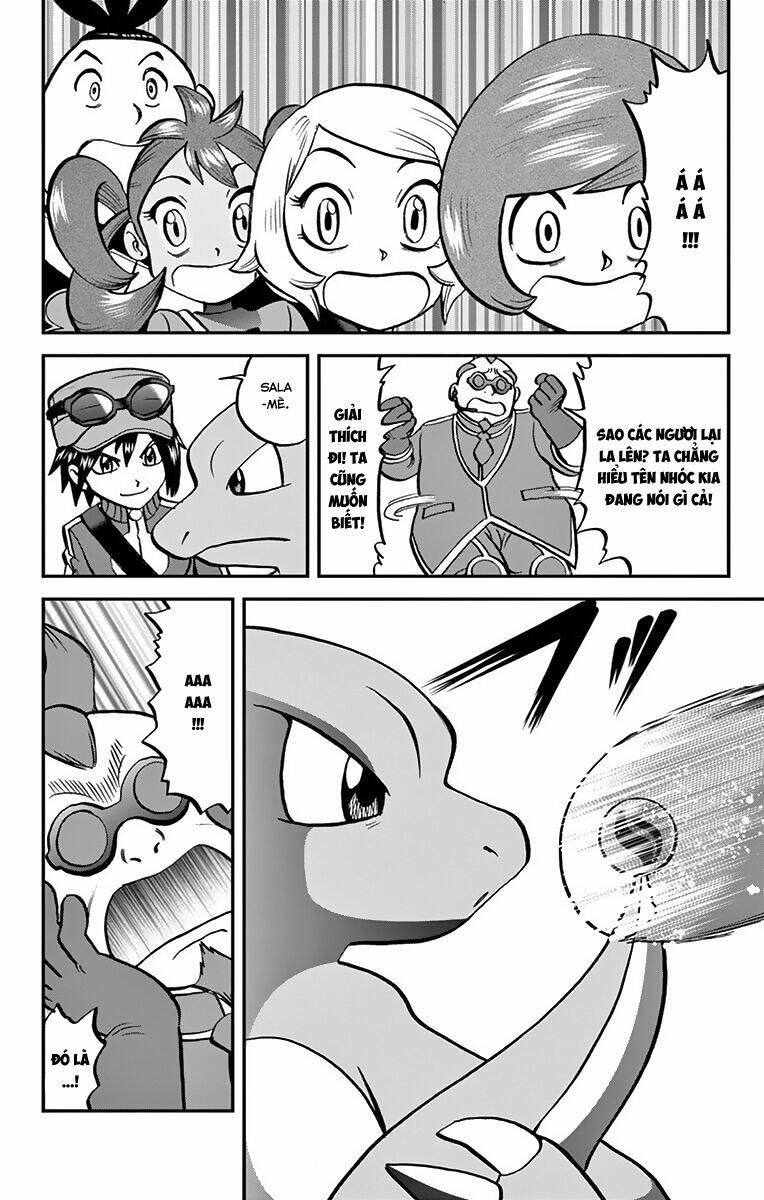 Á Á
Á Á
!!!
SAO CÁC NGƯƠI LẠI
LA LÊN? TA CHẲNG
HIỂU TÊN NHÓC KIA
ĐANG NÓI GÌ CẢ!
GIẢI
THÍCH
ĐI! TA
CŨNG
MUỐN
BIẾT!
SALA
-MÈ.
AAA
AAA
!!!
ĐÓ LÀ
...!